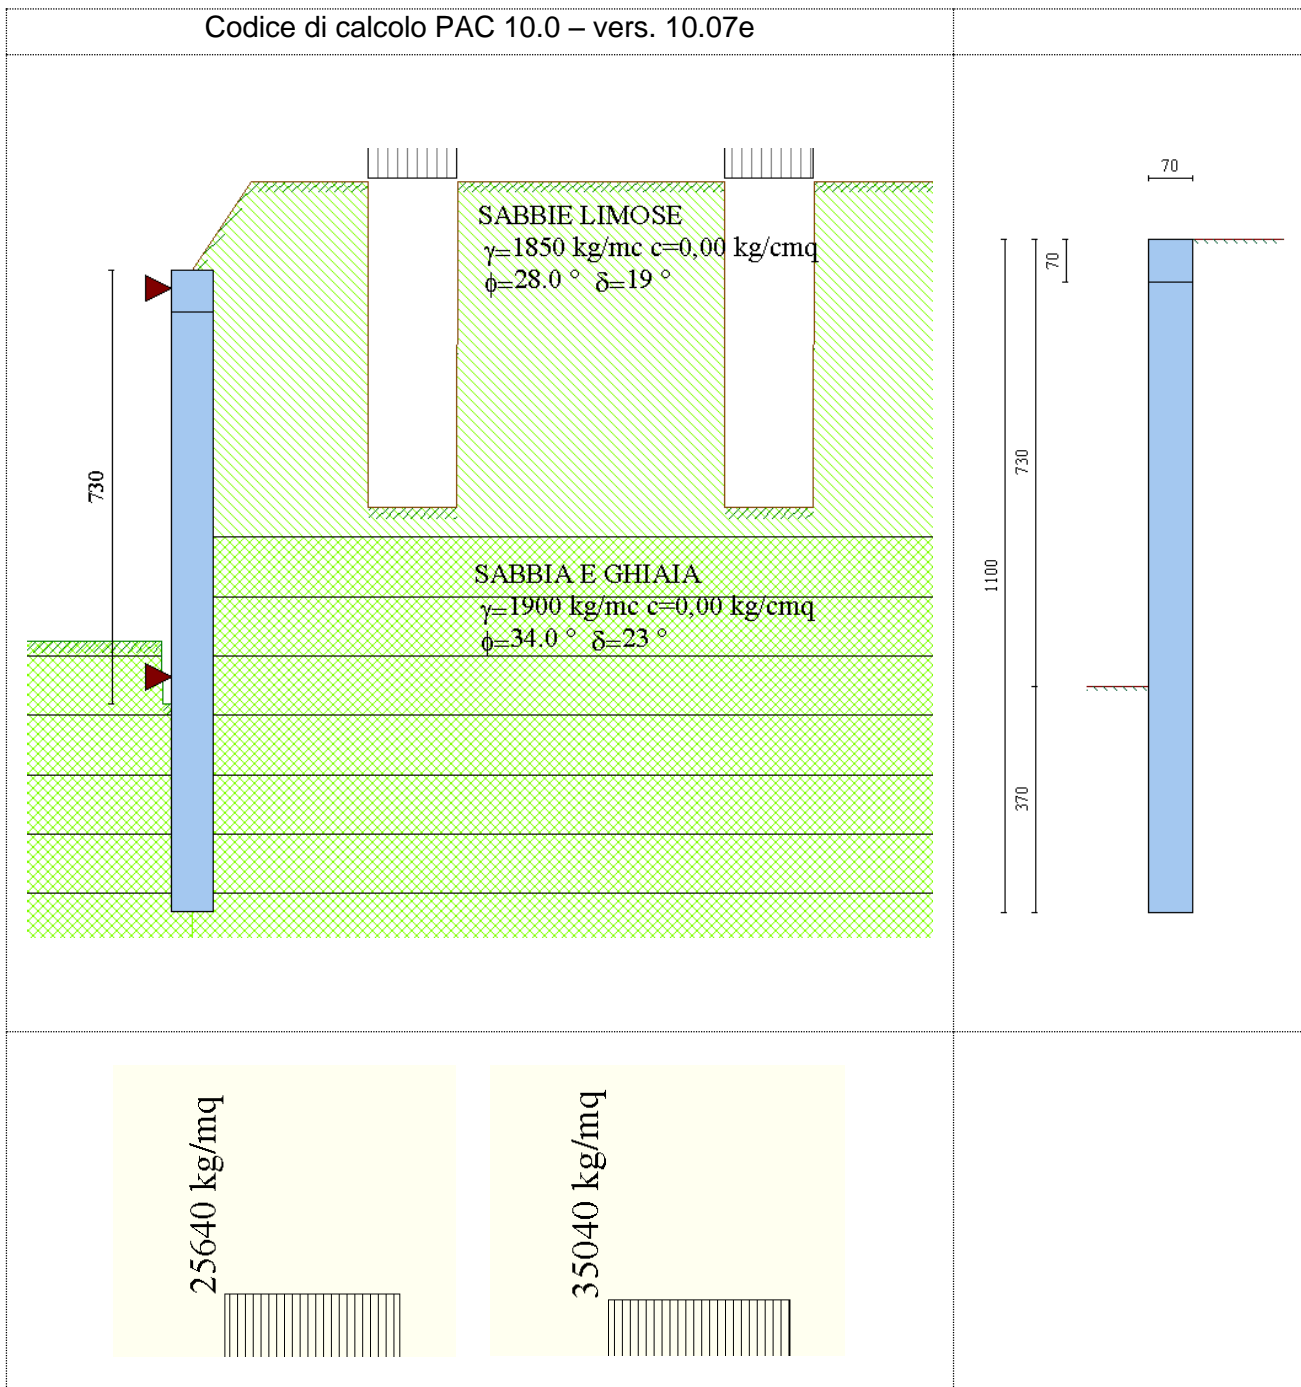 Codice di calcolo PAC 10.0 – vers. 10.07e
SABBIE LIMOSE
γ=1850 kg/mc c=0,00 kg/cmq
ϕ=28.0 ° δ=19 °
730
SABBIA E GHIAIA
γ=1900 kg/mc c=0,00 kg/cmq
ϕ=34.0 ° δ=23 °
70
70
730
1100
370
25640 kg/mq
35040 kg/mq